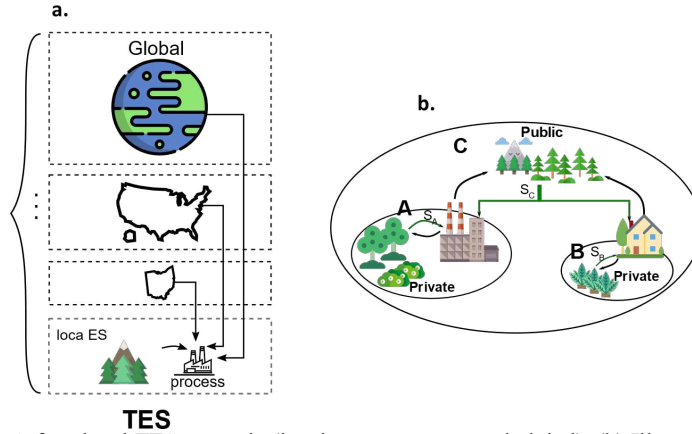 a.
Global
loca ES
process
TES
b.
Public
C
S_C
A
S_A
Private
B
S_B
Private